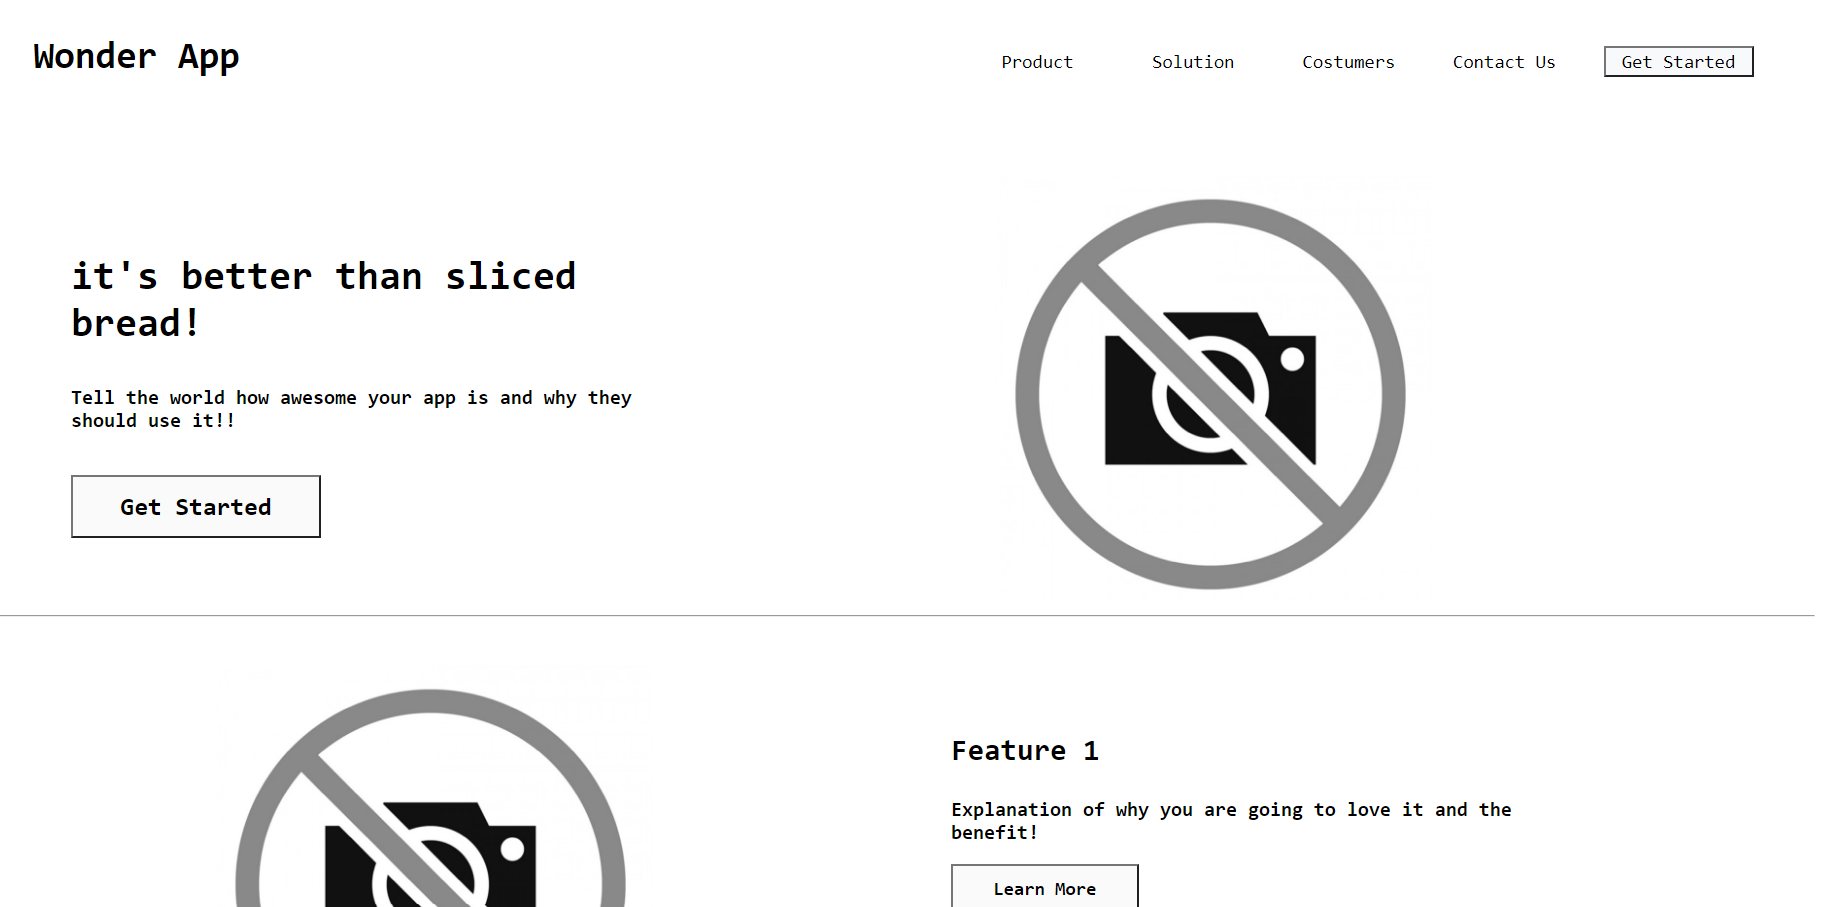 Wonder App
Product
Solution
Costumers
Contact Us
Get Started
it's better than sliced
bread!
Tell the world how awesome your app is and why they
should use it!!
Get Started
Feature 1
Explanation of why you are going to love it and the
benefit!
Learn More